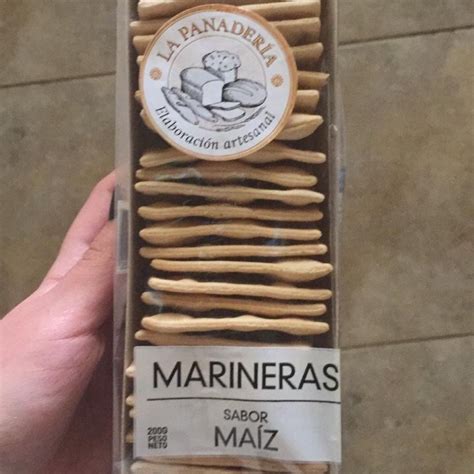 LA PANADERÍA
Elaboración artesanal
MARINERAS
SABOR
MAÍZ
200G
PESO
NETO